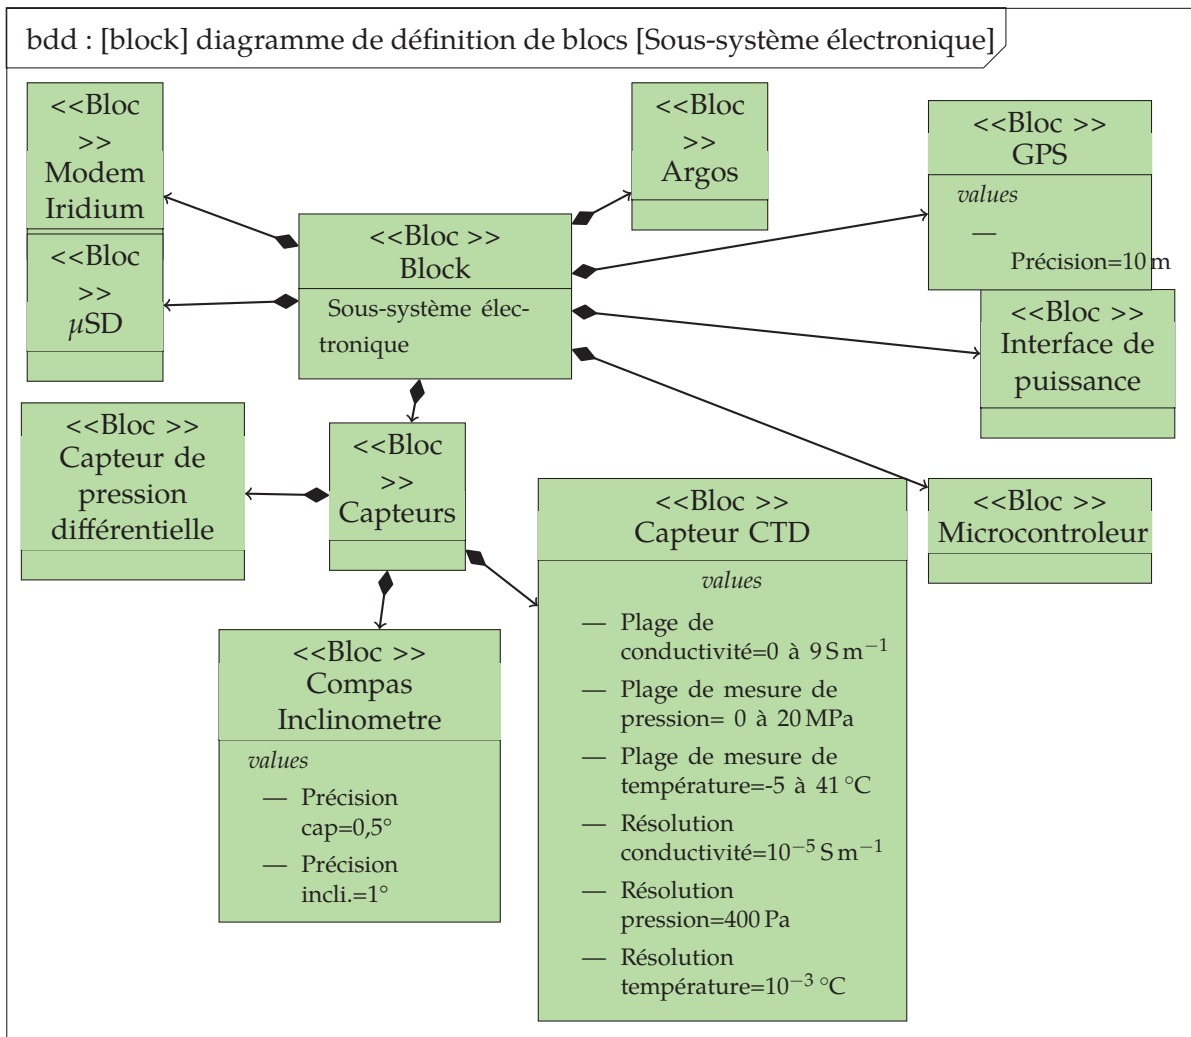 bdd : [block] diagramme de définition de blocs [Sous-système électronique]
<<Bloc
>>
Modem
Iridium
<<Bloc
>>
µSD
<<Bloc
>>
Argos
<<Bloc >>
GPS
values
—
Précision=10 m
<<Bloc >>
Block
Sous-système élec-
tronique
<<Bloc >>
Interface de
puissance
<<Bloc >>
Capteur de
pression
différentielle
<<Bloc
>>
Capteurs
<<Bloc >>
Microcontroleur
<<Bloc >>
Capteur CTD
values
— Plage de
conductivité=0 à 9 S m⁻¹
— Plage de mesure de
pression= 0 à 20 MPa
— Plage de mesure de
température=-5 à 41 °C
— Résolution
conductivité=10⁻⁵ S m⁻¹
— Résolution
pression=400 Pa
— Résolution
température=10⁻³ °C
<<Bloc >>
Compas
Inclinometre
values
— Précision
cap=0,5°
— Précision
incli.=1°